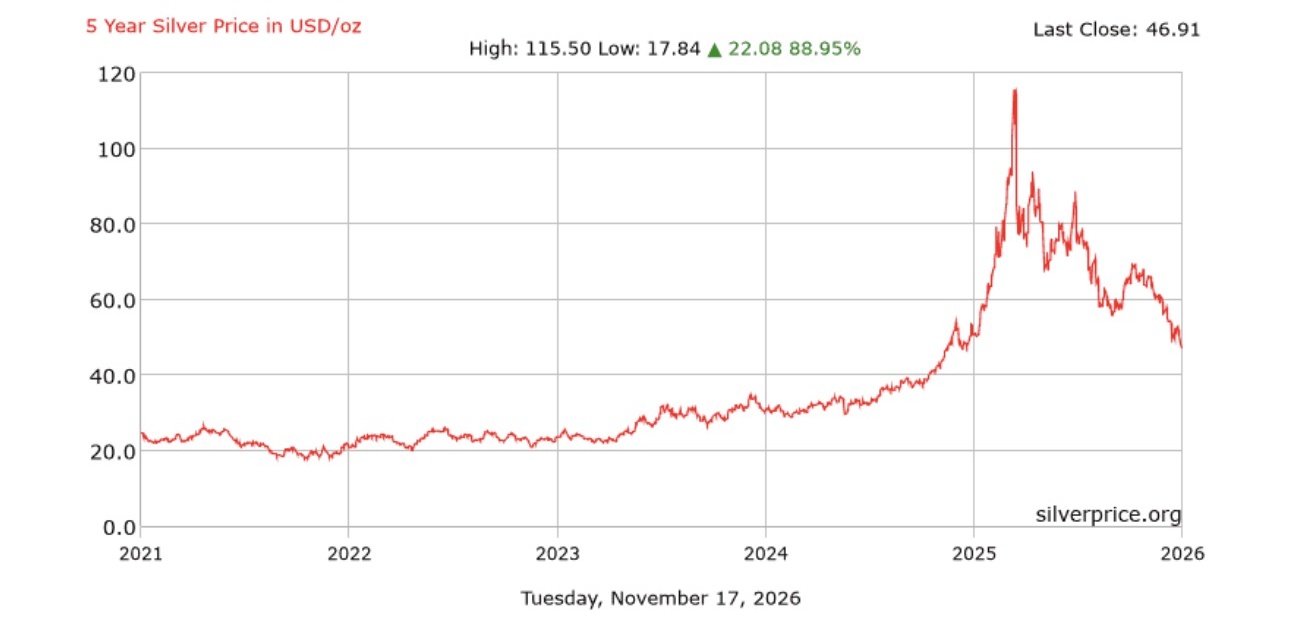 5 Year Silver Price in USD/oz
High: 115.50 Low: 17.84 ▲ 22.08 88.95%
Last Close: 46.91
120
100
80.0
60.0
40.0
20.0
0.0
silverprice.org
2021 2022 2023 2024 2025 2026
Tuesday, November 17, 2026